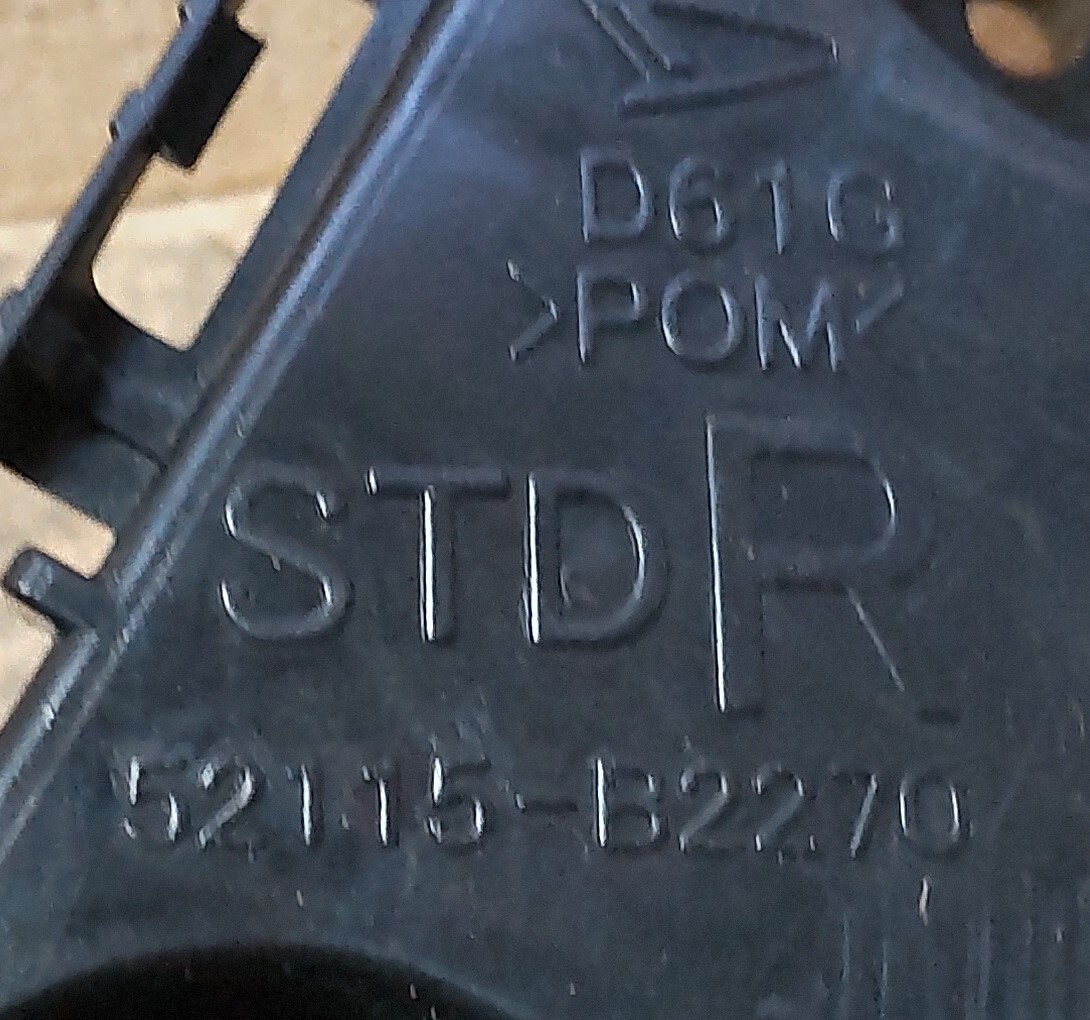 D61G
>POM<
STD R
52115-B2270